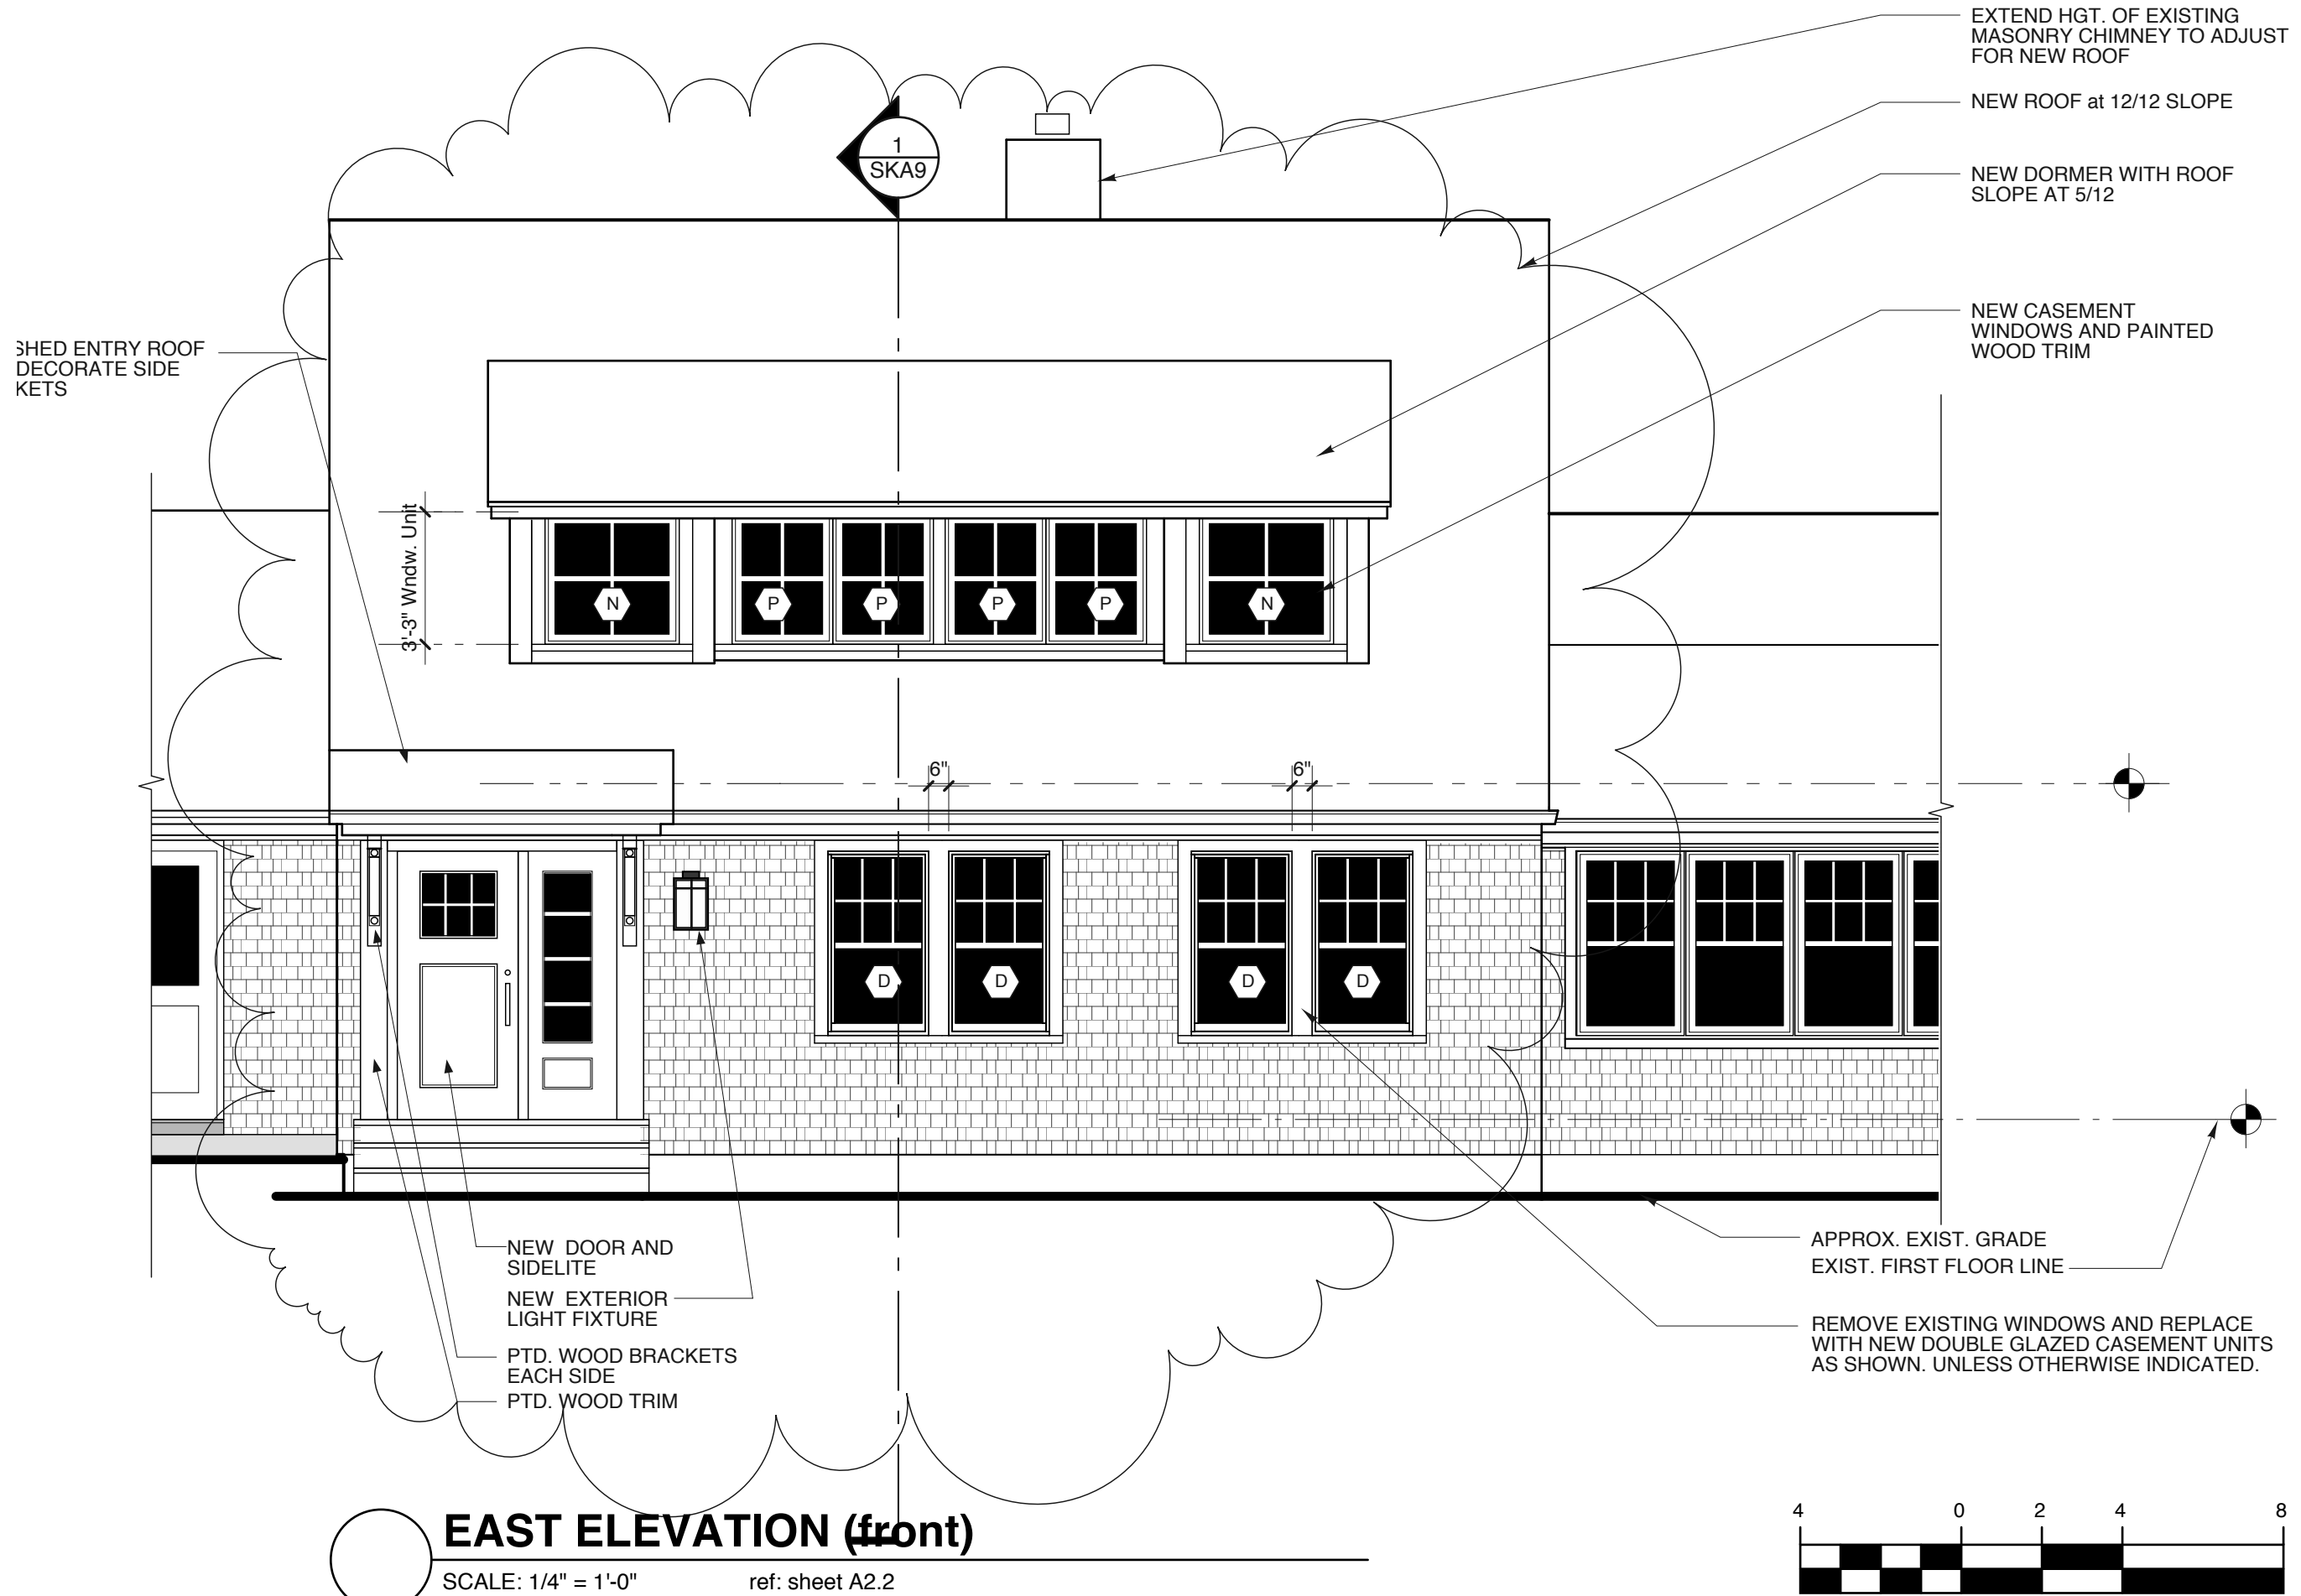 EXTEND HGT. OF EXISTING
MASONRY CHIMNEY TO ADJUST
FOR NEW ROOF
NEW ROOF at 12/12 SLOPE
1
SKA9
NEW DORMER WITH ROOF
SLOPE AT 5/12
NEW CASEMENT
WINDOWS AND PAINTED
WOOD TRIM
SHED ENTRY ROOF
DECORATE SIDE
KETS
3'-3" Wndw. Unit
N
P
P
P
P
N
6"
6"
D
D
D
D
NEW DOOR AND
SIDELITE
NEW EXTERIOR
LIGHT FIXTURE
PTD. WOOD BRACKETS
EACH SIDE
PTD. WOOD TRIM
APPROX. EXIST. GRADE
EXIST. FIRST FLOOR LINE
REMOVE EXISTING WINDOWS AND REPLACE
WITH NEW DOUBLE GLAZED CASEMENT UNITS
AS SHOWN. UNLESS OTHERWISE INDICATED.
EAST ELEVATION (front)
SCALE: 1/4" = 1'-0"
ref: sheet A2.2
4 0 2 4 8